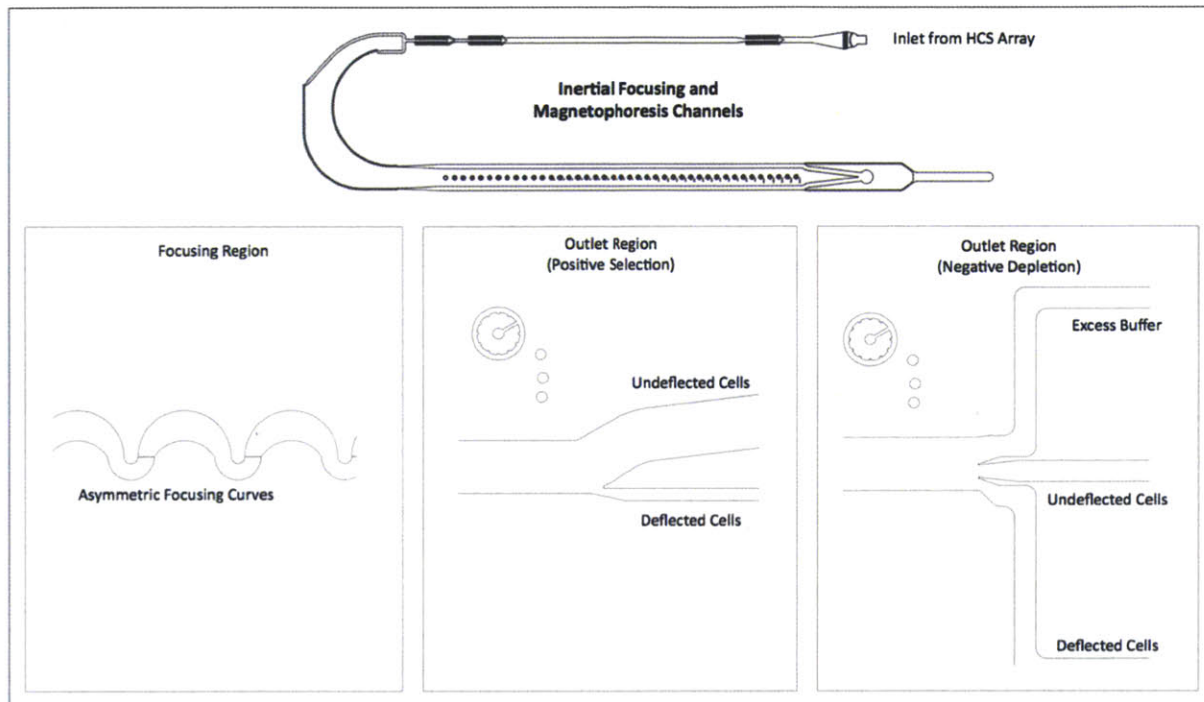 Inlet from HCS Array
Inertial Focusing and
Magnetophoresis Channels
Focusing Region
Asymmetric Focusing Curves
Outlet Region
(Positive Selection)
Undeflected Cells
Deflected Cells
Outlet Region
(Negative Depletion)
Excess Buffer
Undeflected Cells
Deflected Cells